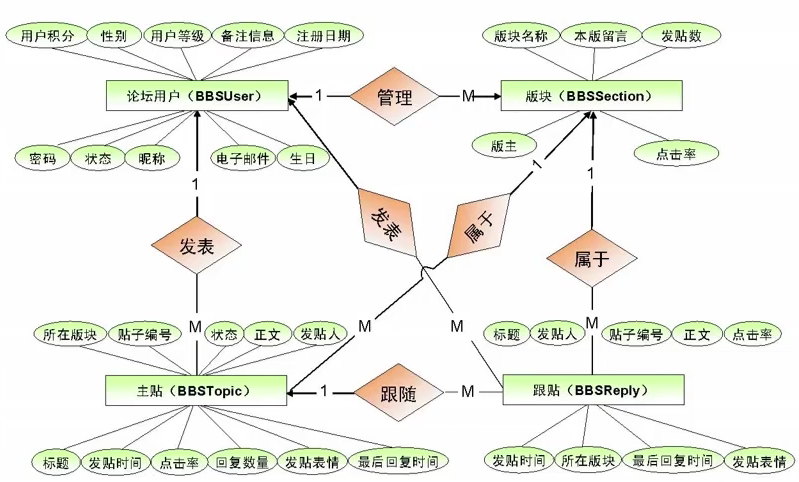 用户积分 性别 用户等级 备注信息 注册日期
版块名称 本版留言 发贴数
论坛用户（BBSUser） 1 管理 M 版块（BBSSection）
密码 状态 昵称 电子邮件 生日
版主 点击率
1 1 1
发表 发表 属于 属于
M M M M
所在版块 贴子编号 状态 正文 发贴人
标题 发贴人 贴子编号 正文 点击率
主贴（BBSTopic） 1 跟随 M 跟贴（BBSReply）
标题 发贴时间 点击率 回复数量 发贴表情 最后回复时间
发贴时间 所在版块 最后回复时间 发贴表情